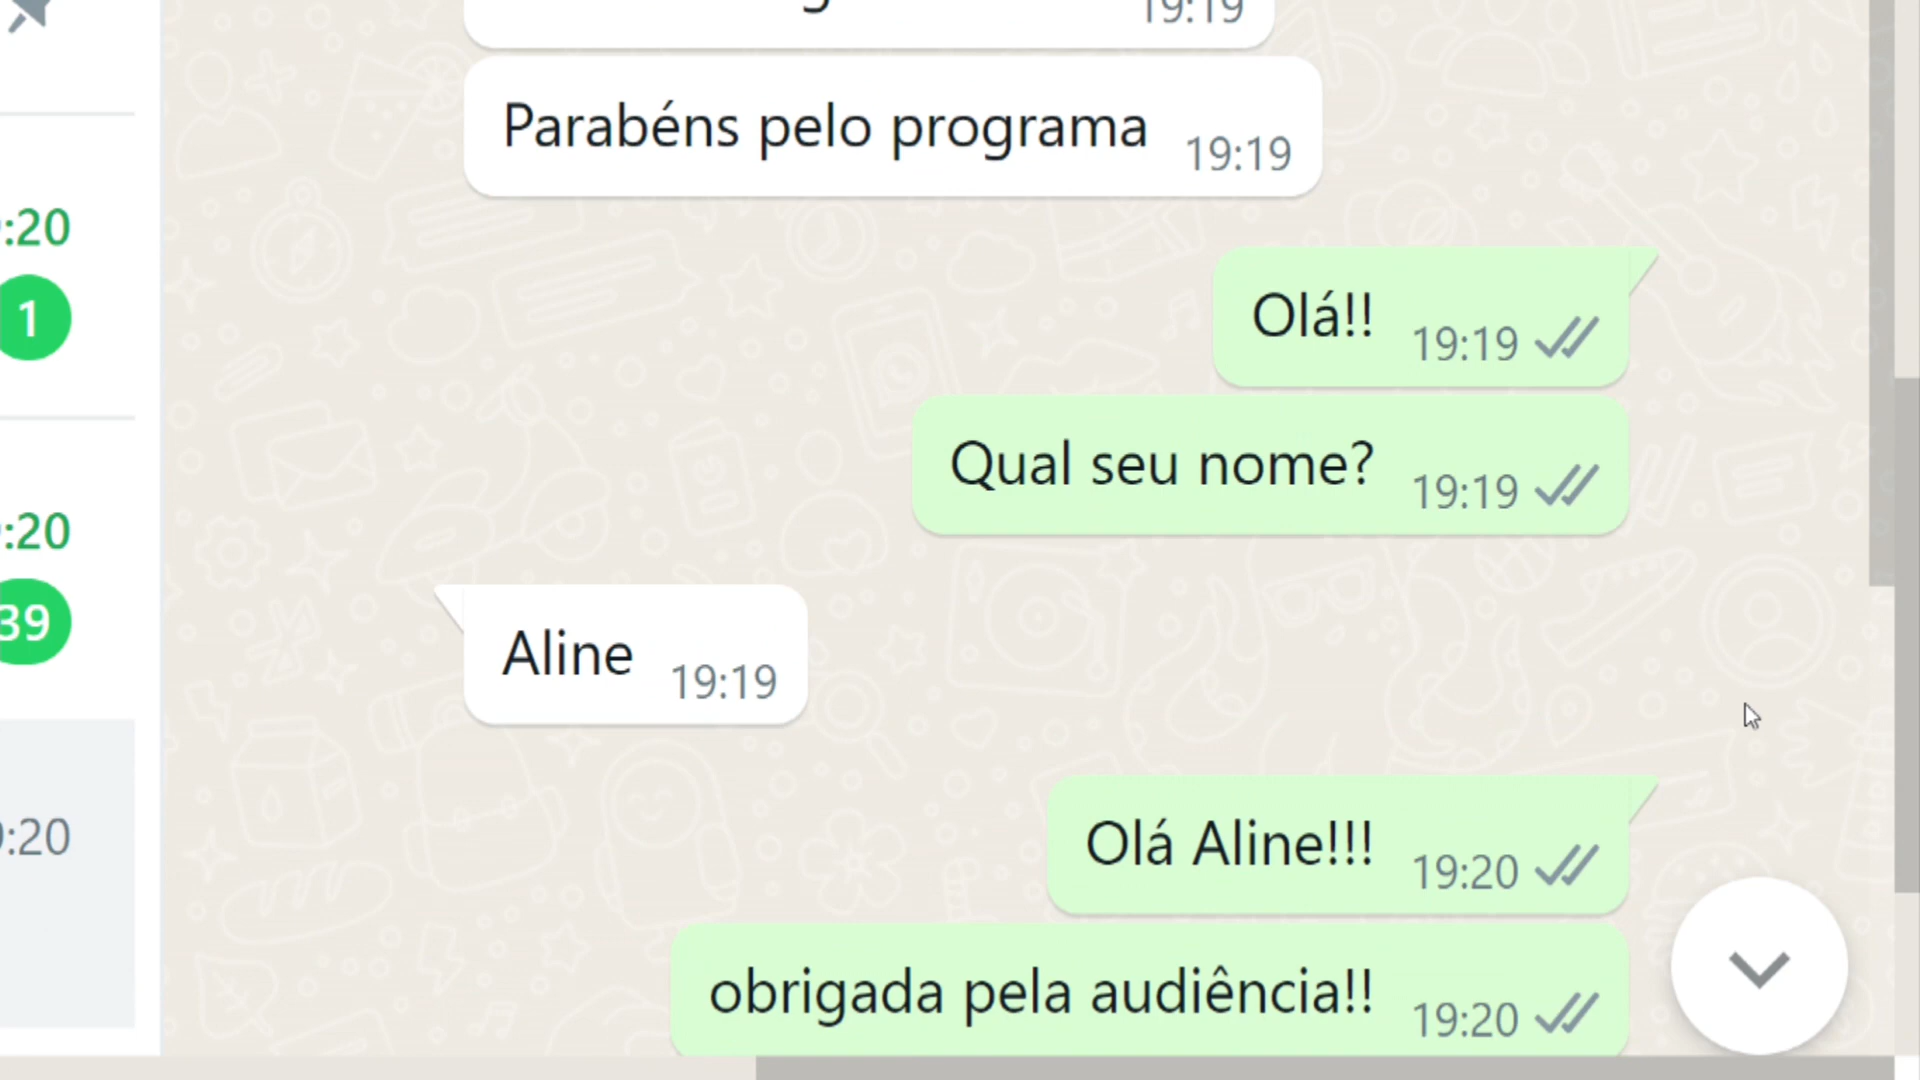 19:19
Parabéns pelo programa 19:19
:20
Olá!! 19:19
1
Qual seu nome? 19:19
:20
39
Aline 19:19
:20
Olá Aline!!! 19:20
obrigada pela audiência!! 19:20